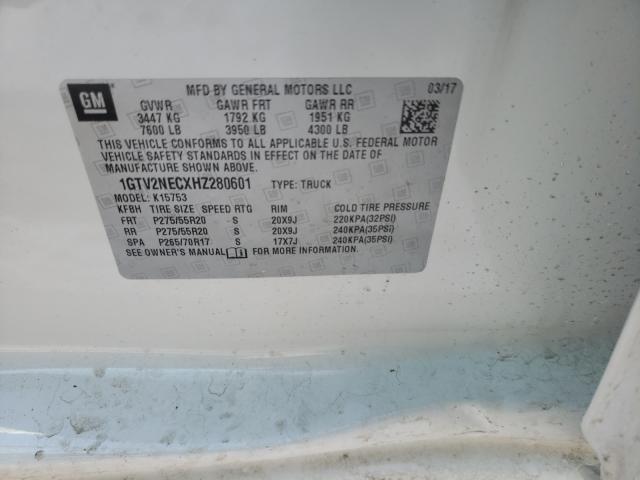 GM
MFD BY GENERAL MOTORS LLC 03/17
GVWR GAWR FRT GAWR RR
3447 KG 1792 KG 1951 KG
7600 LB 3950 LB 4300 LB
THIS VEHICLE CONFORMS TO ALL APPLICABLE U.S. FEDERAL MOTOR
VEHICLE SAFETY STANDARDS IN EFFECT ON THE DATE OF
MANUFACTURE SHOWN ABOVE.
1GTV2NECXHZ280601 TYPE: TRUCK
MODEL: K15753
KFBH TIRE SIZE SPEED RTG RIM COLD TIRE PRESSURE
FRT P275/55R20 S 20X9J 220KPA(32PSI)
RR P275/55R20 S 20X9J 240KPA(35PSI)
SPA P265/70R17 S 17X7J 240KPA(35PSI)
SEE OWNER'S MANUAL FOR MORE INFORMATION